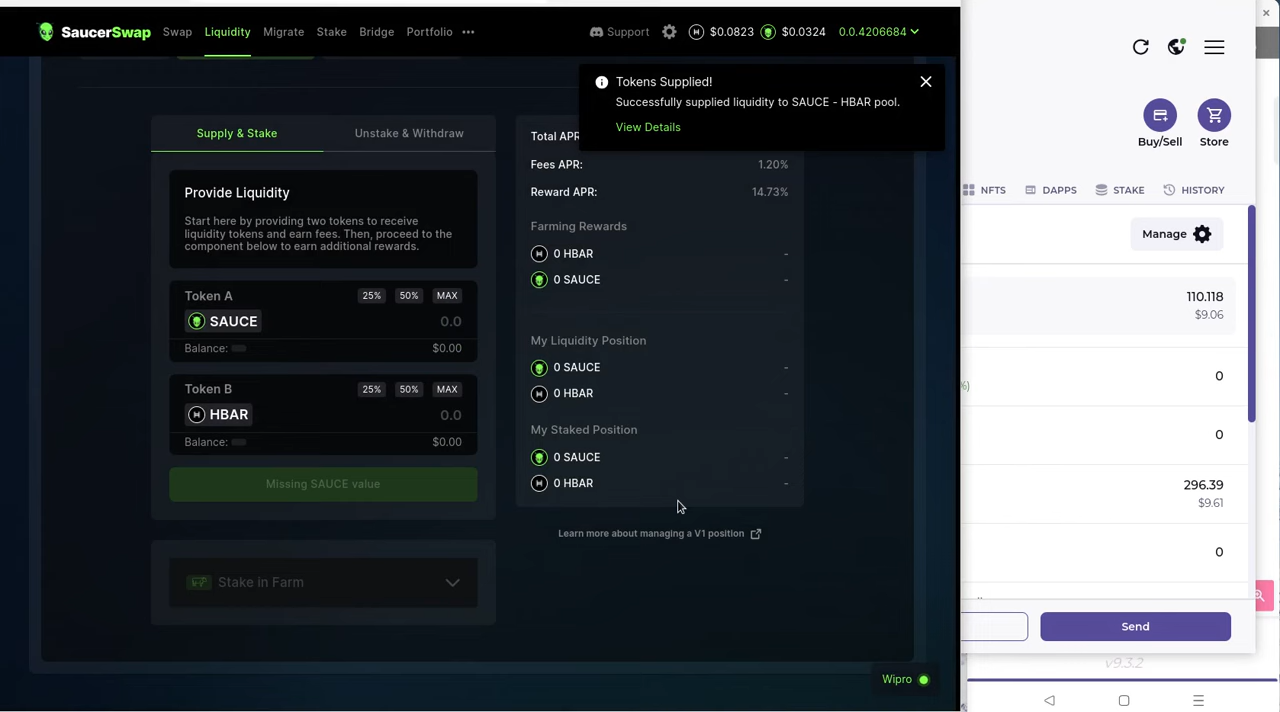 SaucerSwap Swap Liquidity Migrate Stake Bridge Portfolio ••• Support $0.0823 $0.0324 0.0.4206684
Tokens Supplied!
Successfully supplied liquidity to SAUCE - HBAR pool.
View Details
Supply & Stake Unstake & Withdraw
Provide Liquidity
Start here by providing two tokens to receive
liquidity tokens and earn fees. Then, proceed to the
component below to earn additional rewards.
Token A 25% 50% MAX
SAUCE 0.0
Balance: $0.00
Token B 25% 50% MAX
HBAR 0.0
Balance: $0.00
Missing SAUCE value
Stake in Farm
Total APR
Fees APR: 1.20%
Reward APR: 14.73%
Farming Rewards
0 HBAR -
0 SAUCE -
My Liquidity Position
0 SAUCE -
0 HBAR -
My Staked Position
0 SAUCE -
0 HBAR -
Learn more about managing a V1 position
Wipro
Buy/Sell Store
NFTS DAPPS STAKE HISTORY
Manage
110.118
$9.06
%)
0
0
296.39
$9.61
0
Send
v9.3.2